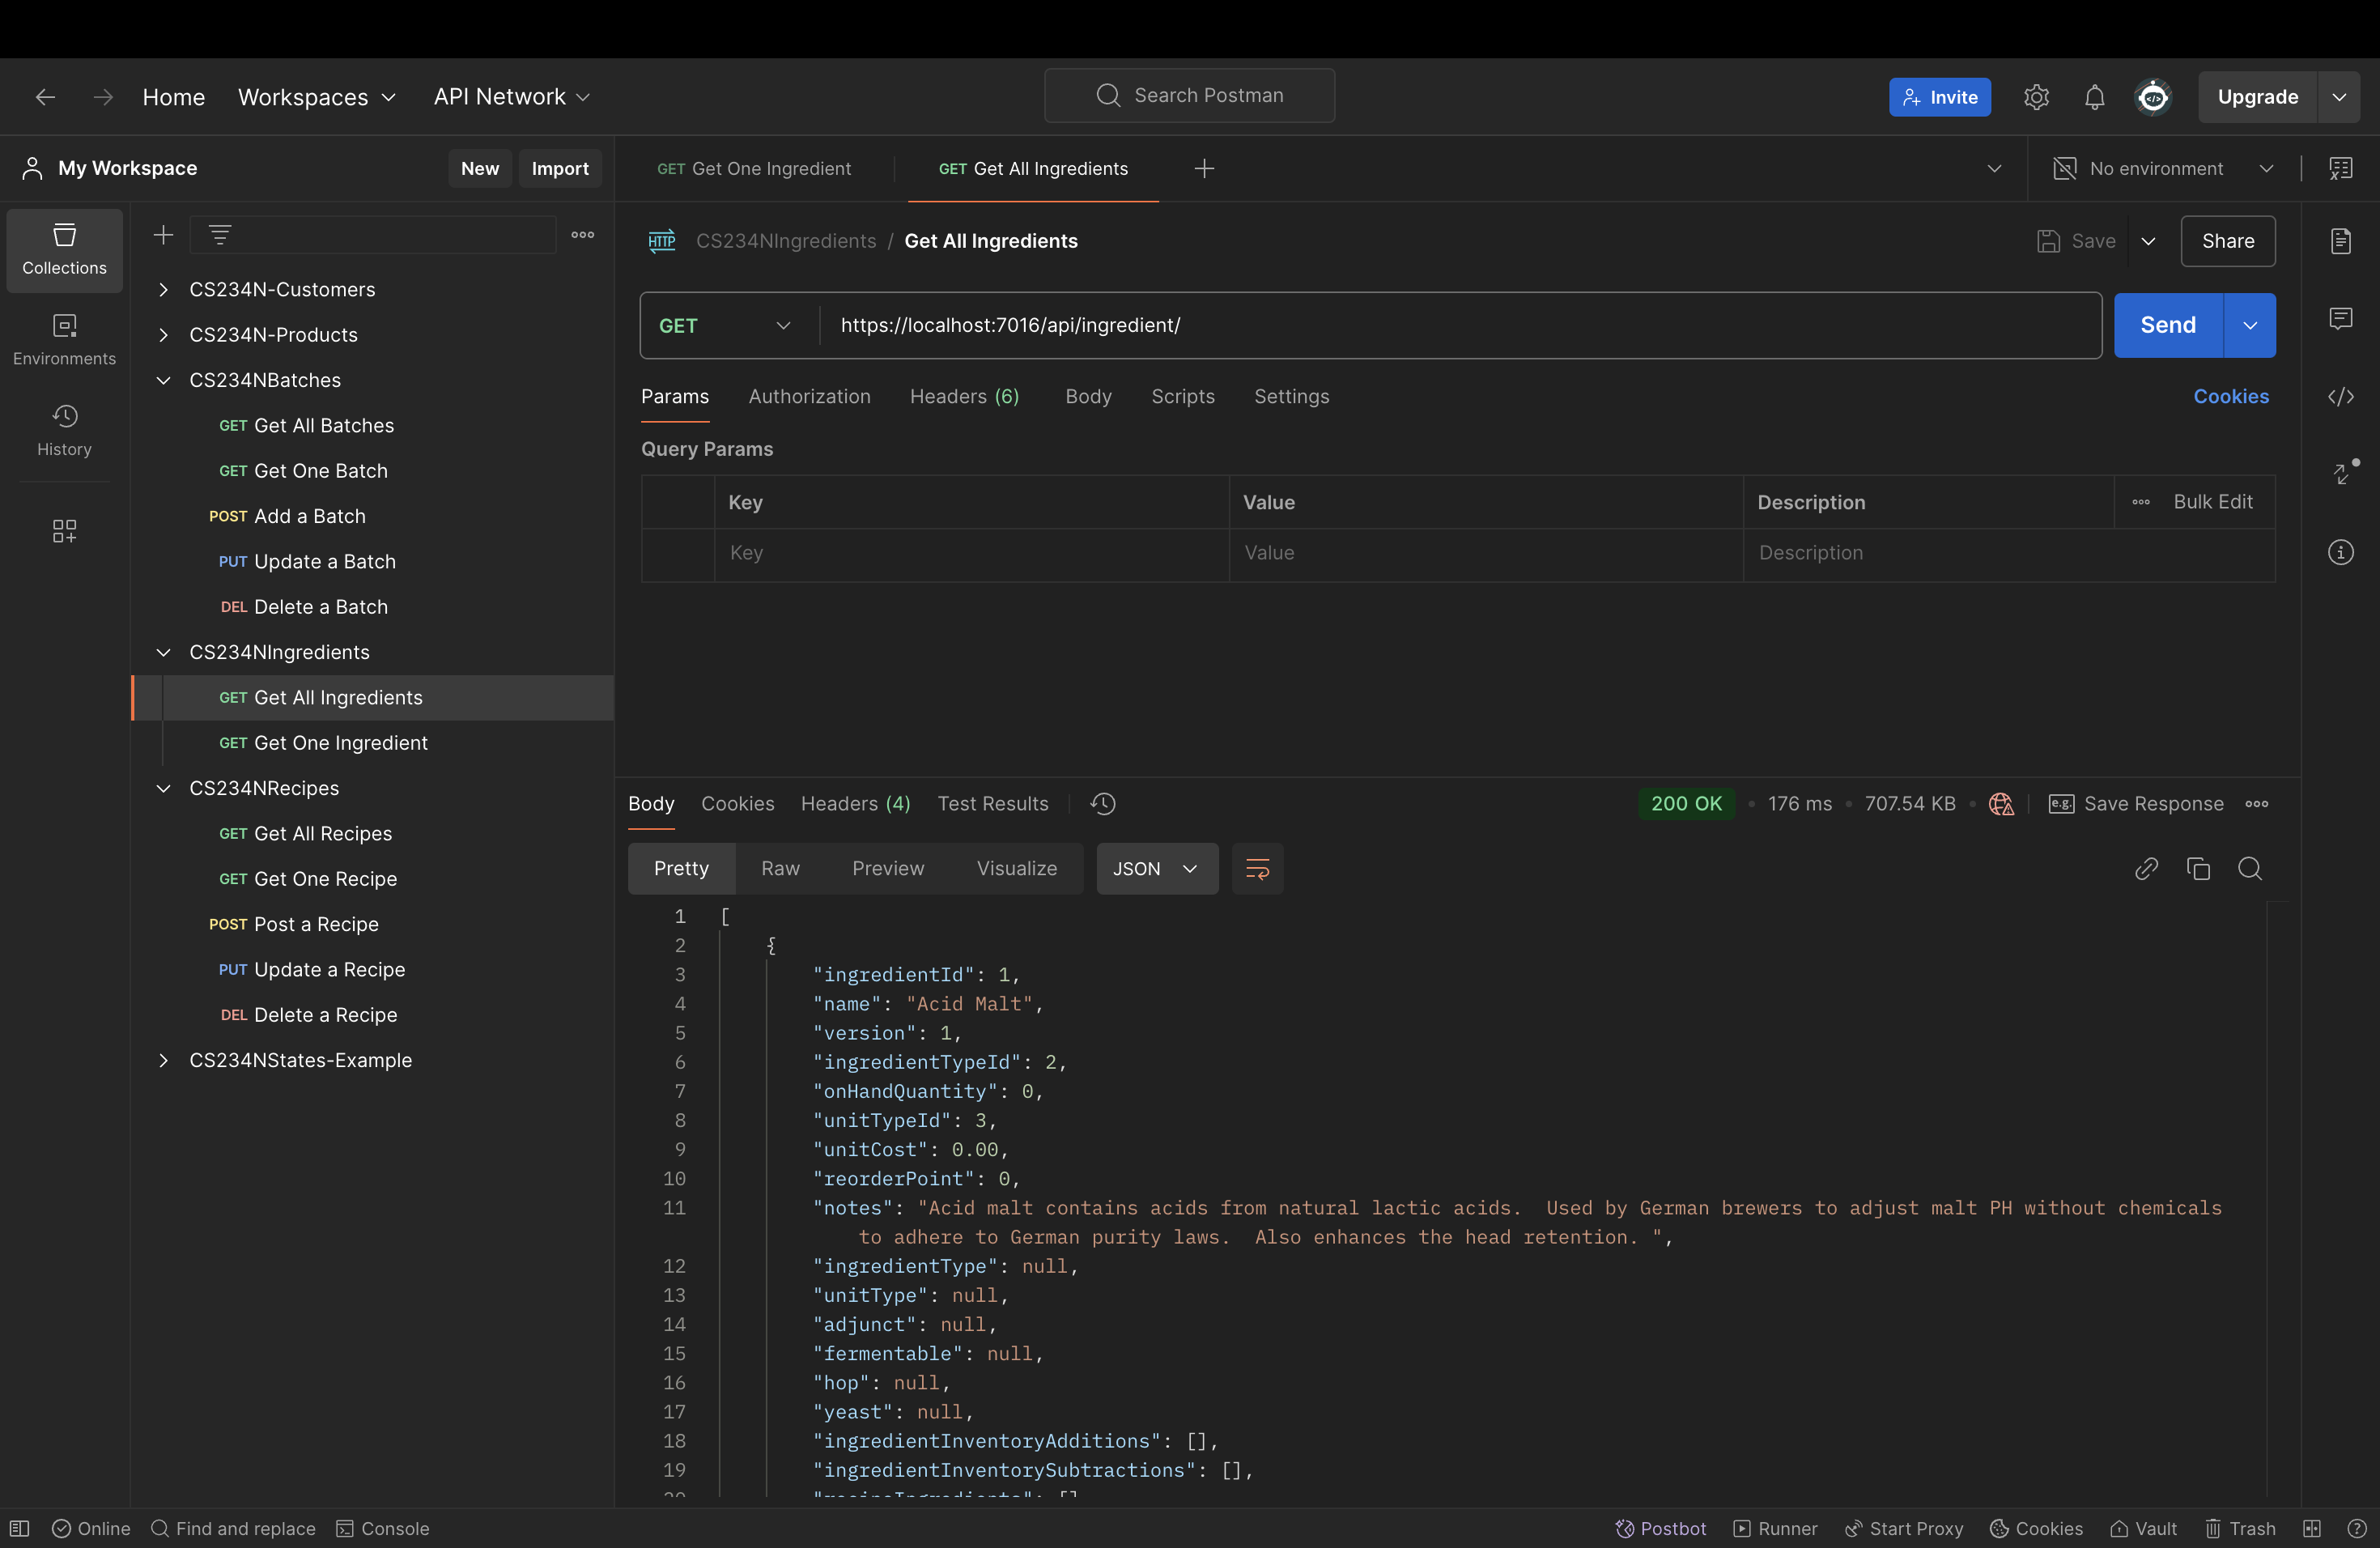 Home Workspaces API Network Search Postman Invite Upgrade
My Workspace New Import
GET Get One Ingredient GET Get All Ingredients No environment
Collections
Environments
History
CS234N-Customers
CS234N-Products
CS234NBatches
GET Get All Batches
GET Get One Batch
POST Add a Batch
PUT Update a Batch
DEL Delete a Batch
CS234NIngredients
GET Get All Ingredients
GET Get One Ingredient
CS234NRecipes
GET Get All Recipes
GET Get One Recipe
POST Post a Recipe
PUT Update a Recipe
DEL Delete a Recipe
CS234NStates-Example
HTTP CS234NIngredients / Get All Ingredients Save Share
GET https://localhost:7016/api/ingredient/ Send
Params Authorization Headers (6) Body Scripts Settings Cookies
Query Params
Key Value Description Bulk Edit
Key Value Description
Body Cookies Headers (4) Test Results 200 OK • 176 ms • 707.54 KB • e.g. Save Response
Pretty Raw Preview Visualize JSON
1 [
2 {
3 "ingredientId": 1,
4 "name": "Acid Malt",
5 "version": 1,
6 "ingredientTypeId": 2,
7 "onHandQuantity": 0,
8 "unitTypeId": 3,
9 "unitCost": 0.00,
10 "reorderPoint": 0,
11 "notes": "Acid malt contains acids from natural lactic acids.  Used by German brewers to adjust malt PH without chemicals
to adhere to German purity laws.  Also enhances the head retention. ",
12 "ingredientType": null,
13 "unitType": null,
14 "adjunct": null,
15 "fermentable": null,
16 "hop": null,
17 "yeast": null,
18 "ingredientInventoryAdditions": [],
19 "ingredientInventorySubtractions": [],
Online Find and replace Console Postbot Runner Start Proxy Cookies Vault Trash